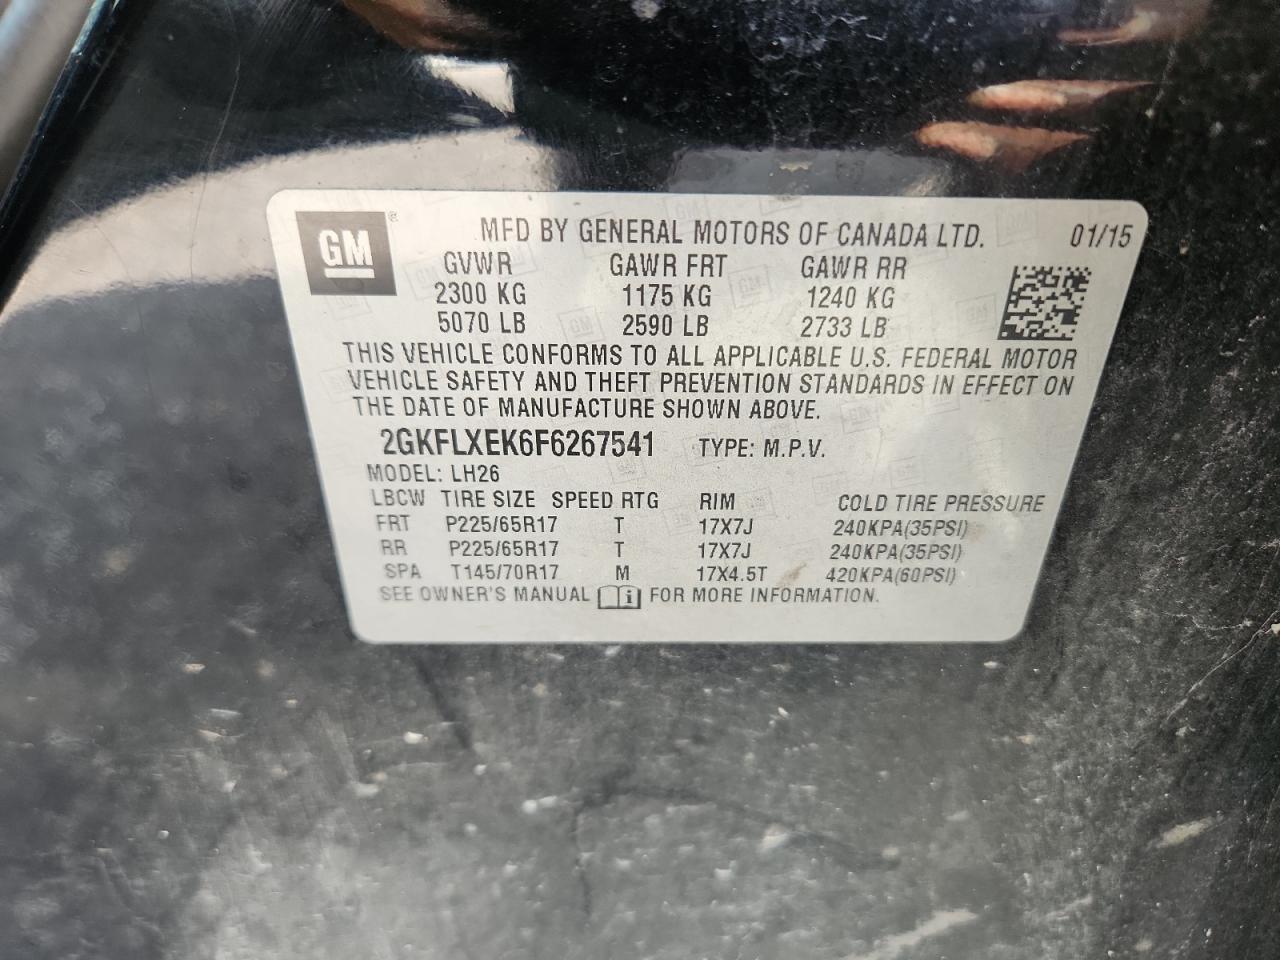 GM® MFD BY GENERAL MOTORS OF CANADA LTD. 01/15
GVWR GAWR FRT GAWR RR
2300 KG 1175 KG 1240 KG
5070 LB 2590 LB 2733 LB
THIS VEHICLE CONFORMS TO ALL APPLICABLE U.S. FEDERAL MOTOR
VEHICLE SAFETY AND THEFT PREVENTION STANDARDS IN EFFECT ON
THE DATE OF MANUFACTURE SHOWN ABOVE.
2GKFLXEK6F6267541 TYPE: M.P.V.
MODEL: LH26
LBCW TIRE SIZE SPEED RTG RIM COLD TIRE PRESSURE
FRT P225/65R17 T 17X7J 240KPA(35PSI)
RR P225/65R17 T 17X7J 240KPA(35PSI)
SPA T145/70R17 M 17X4.5T 420KPA(60PSI)
SEE OWNER'S MANUAL FOR MORE INFORMATION.